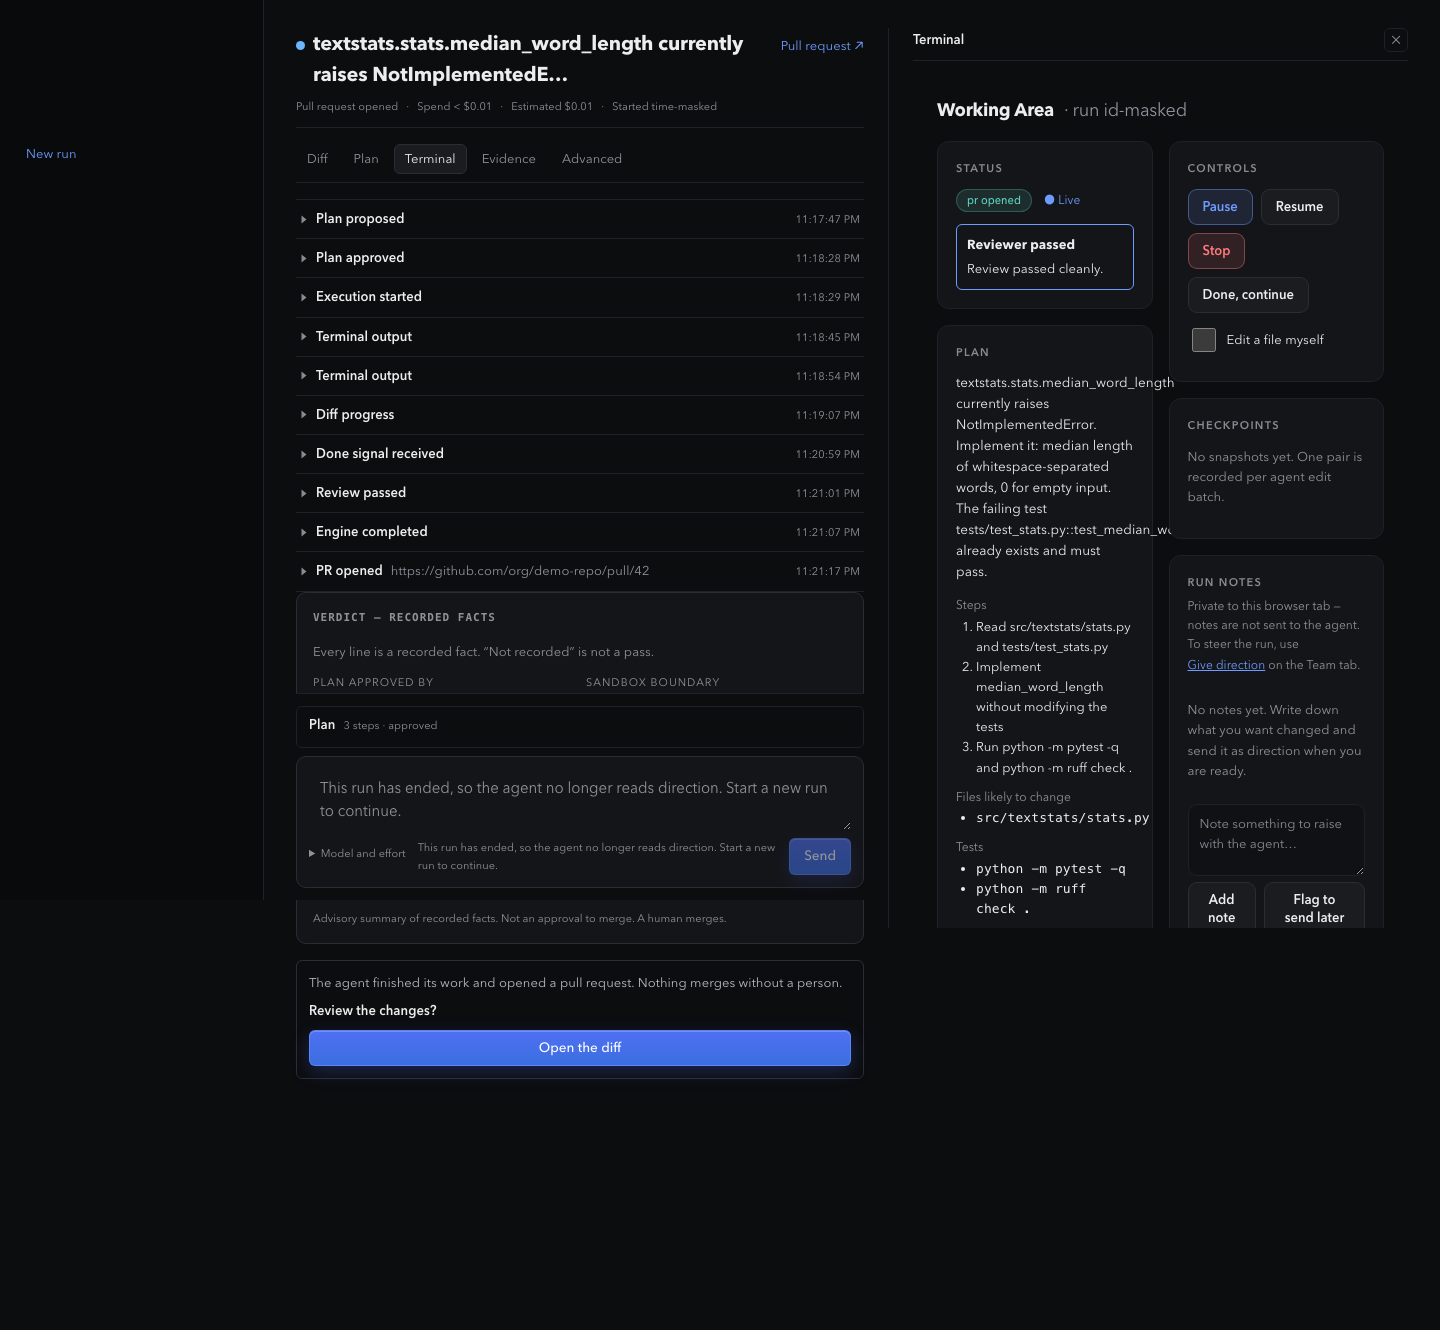 New run
textstats.stats.median_word_length currently
raises NotImplementedE...
Pull request ↗
Pull request opened · Spend < $0.01 · Estimated $0.01 · Started time-masked
Diff Plan Terminal Evidence Advanced
Plan proposed 11:17:47 PM
Plan approved 11:18:28 PM
Execution started 11:18:29 PM
Terminal output 11:18:45 PM
Terminal output 11:18:54 PM
Diff progress 11:19:07 PM
Done signal received 11:20:59 PM
Review passed 11:21:01 PM
Engine completed 11:21:07 PM
PR opened https://github.com/org/demo-repo/pull/42 11:21:17 PM
VERDICT — RECORDED FACTS
Every line is a recorded fact. “Not recorded” is not a pass.
PLAN APPROVED BY SANDBOX BOUNDARY
Plan 3 steps · approved
This run has ended, so the agent no longer reads direction. Start a new run
to continue.
Model and effort
This run has ended, so the agent no longer reads direction. Start a new
run to continue.
Send
Advisory summary of recorded facts. Not an approval to merge. A human merges.
The agent finished its work and opened a pull request. Nothing merges without a person.
Review the changes?
Open the diff
Terminal
Working Area · run id-masked
STATUS
pr opened Live
Reviewer passed
Review passed cleanly.
PLAN
textstats.stats.median_word_length
currently raises
NotImplementedError.
Implement it: median length
of whitespace-separated
words, 0 for empty input.
The failing test
tests/test_stats.py::test_median_wo
already exists and must
pass.
Steps
1. Read src/textstats/stats.py
and tests/test_stats.py
2. Implement
median_word_length
without modifying the
tests
3. Run python -m pytest -q
and python -m ruff check .
Files likely to change
• src/textstats/stats.py
Tests
• python -m pytest -q
• python -m ruff
check .
CONTROLS
Pause Resume
Stop
Done, continue
Edit a file myself
CHECKPOINTS
No snapshots yet. One pair is
recorded per agent edit
batch.
RUN NOTES
Private to this browser tab —
notes are not sent to the agent.
To steer the run, use
Give direction on the Team tab.
No notes yet. Write down
what you want changed and
send it as direction when you
are ready.
Note something to raise
with the agent…
Add
note
Flag to
send later